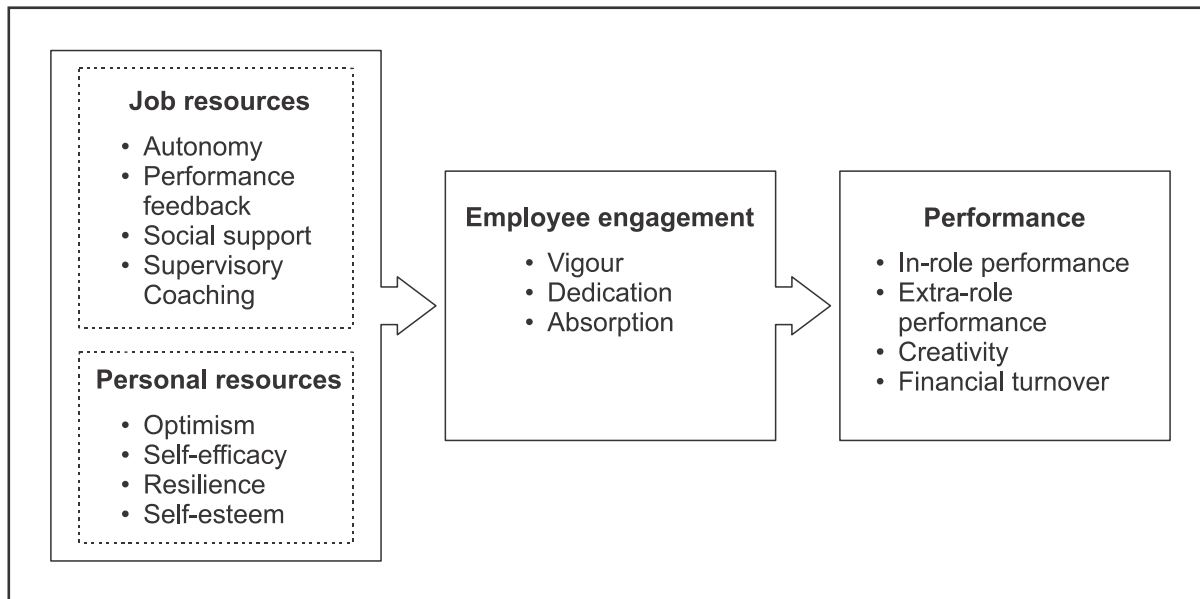 Job resources
• Autonomy
• Performance
feedback
• Social support
• Supervisory
Coaching
Personal resources
• Optimism
• Self-efficacy
• Resilience
• Self-esteem
Employee engagement
• Vigour
• Dedication
• Absorption
Performance
• In-role performance
• Extra-role
performance
• Creativity
• Financial turnover